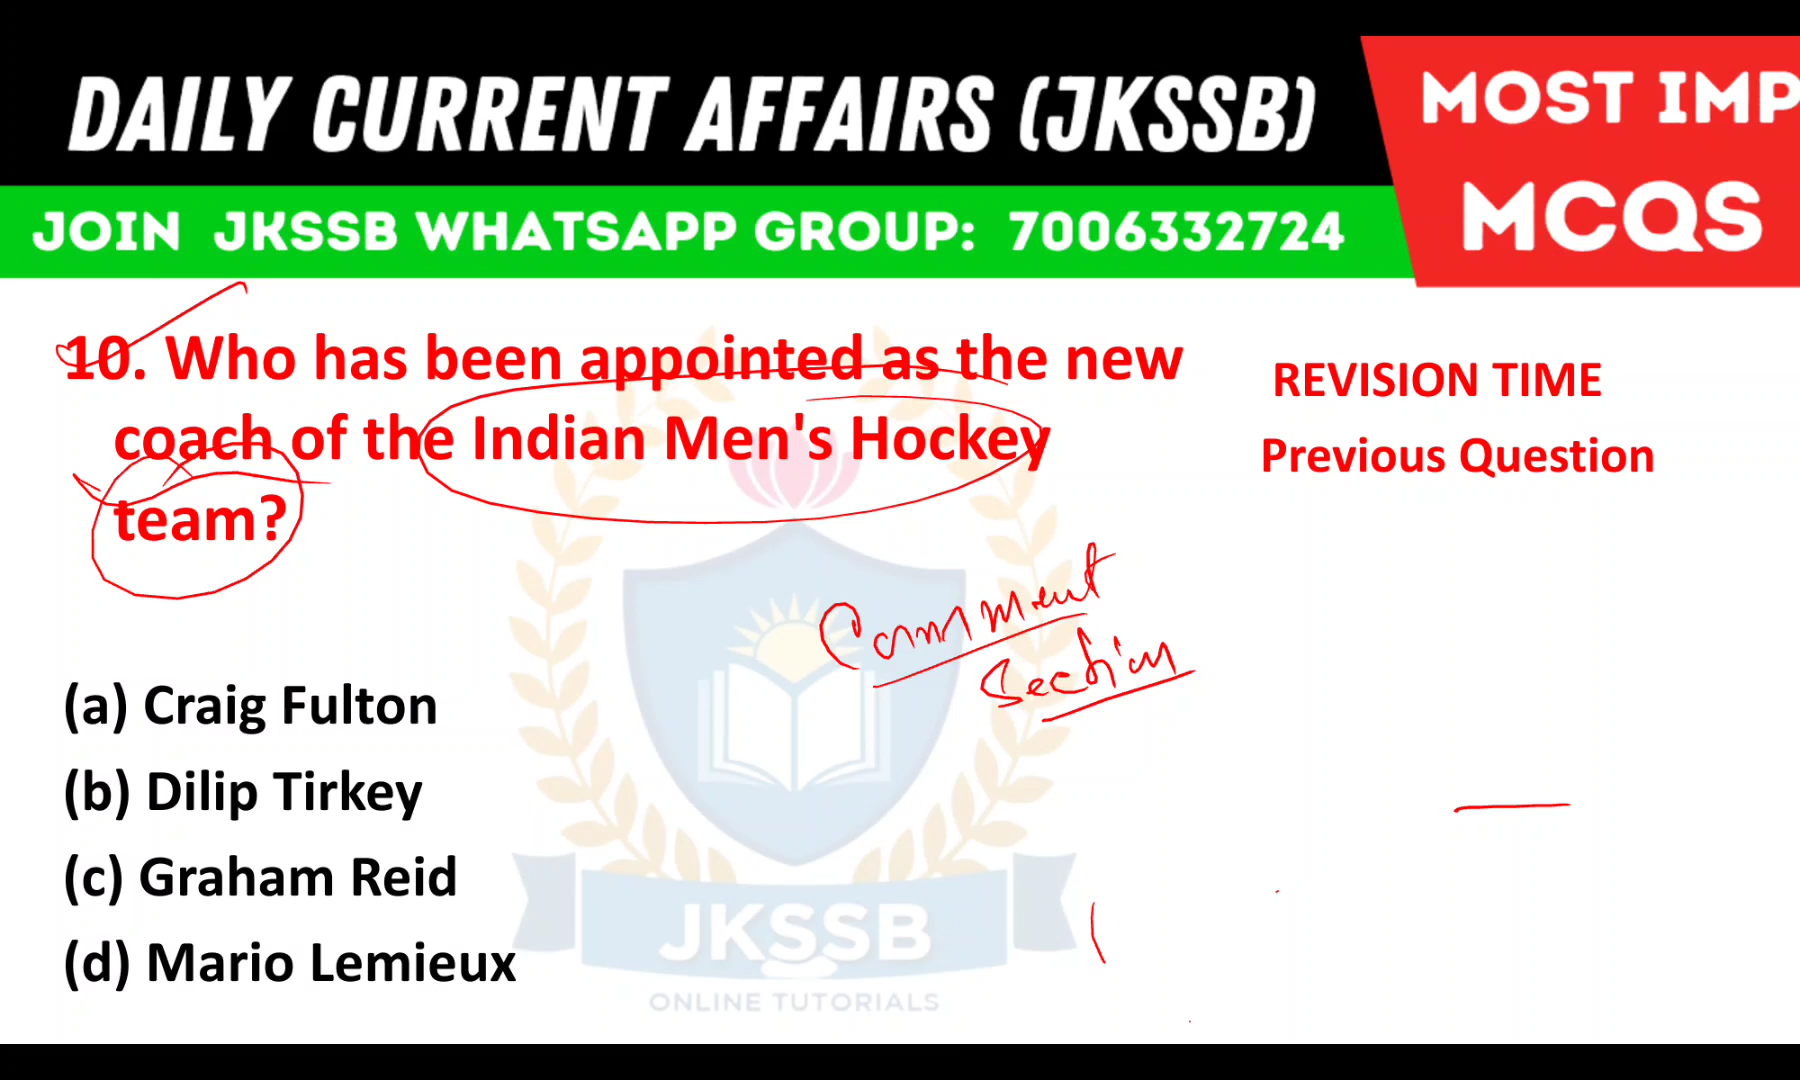 DAILY CURRENT AFFAIRS (JKSSB)
MOST IMP
MCQS
JOIN JKSSB WHATSAPP GROUP: 7006332724
10. Who has been appointed as the new
coach of the Indian Men's Hockey
team?
REVISION TIME
Previous Question
Comment
Section
(a) Craig Fulton
(b) Dilip Tirkey
(c) Graham Reid
(d) Mario Lemieux
JKSSB
ONLINE TUTORIALS